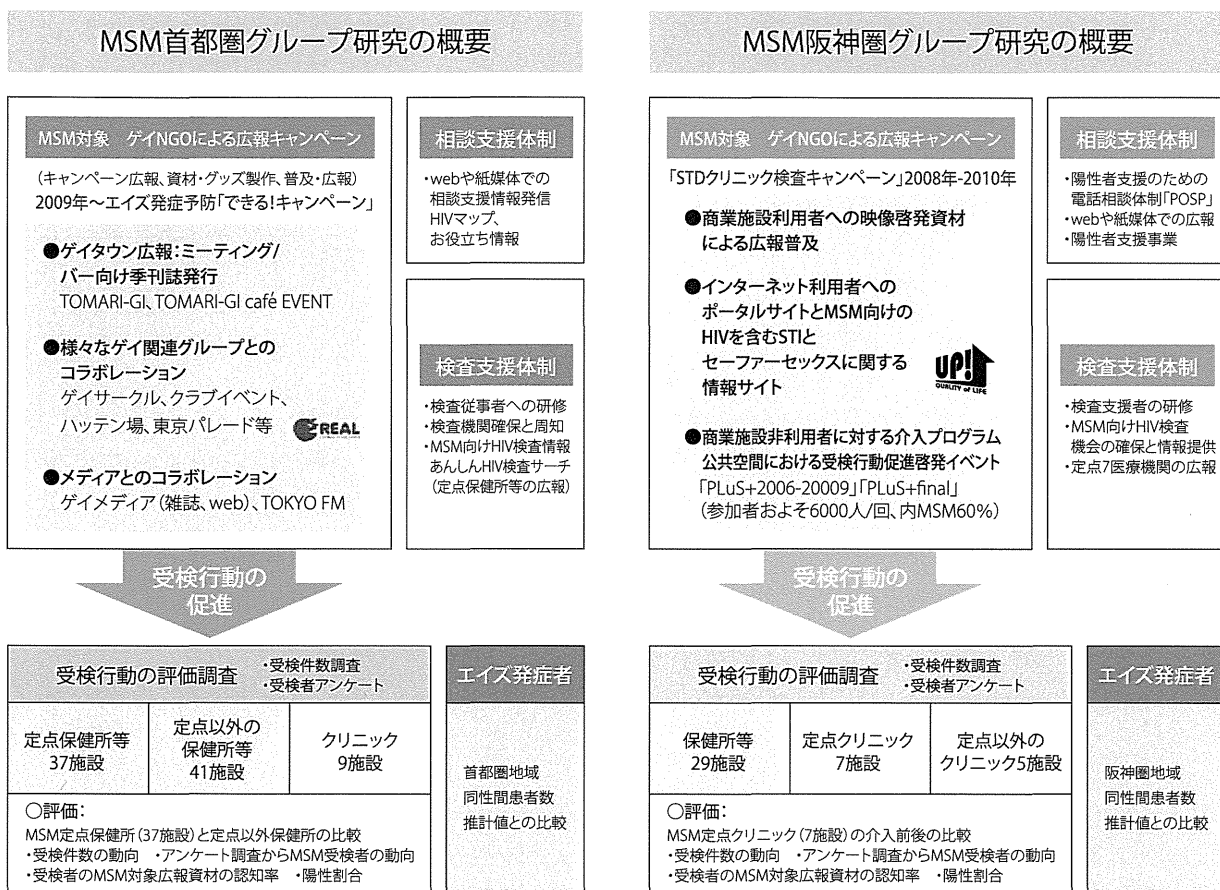 MSM首都圏グループ研究の概要
MSM対象　ゲイNGOによる広報キャンペーン
（キャンペーン広報、資材・グッズ製作、普及・広報）
2009年～エイズ発症予防「できる！キャンペーン」
●ゲイタウン広報：ミーティング/
バー向け季刊誌発行
TOMARI-GI、TOMARI-GI café EVENT
●様々なゲイ関連グループとの
コラボレーション
ゲイサークル、クラブイベント、
ハッテン場、東京パレード等
REAL
●メディアとのコラボレーション
ゲイメディア（雑誌、web）、TOKYO FM
相談支援体制
・webや紙媒体での
相談支援情報発信
HIVマップ、
お役立ち情報
検査支援体制
・検査従事者への研修
・検査機関確保と周知
・MSM向けHIV検査情報
あんしんHIV検査サーチ
（定点保健所等の広報）
受検行動の
促進
受検行動の評価調査
・受検件数調査
・受検者アンケート
定点保健所等
37施設
定点以外の
保健所等
41施設
クリニック
9施設
○評価：
MSM定点保健所（37施設）と定点以外保健所の比較
・受検件数の動向　・アンケート調査からMSM受検者の動向
・受検者のMSM対象広報資材の認知率　・陽性割合
エイズ発症者
首都圏地域
同性間患者数
推計値との比較
MSM阪神圏グループ研究の概要
MSM対象　ゲイNGOによる広報キャンペーン
「STDクリニック検査キャンペーン」2008年-2010年
●商業施設利用者への映像啓発資材
による広報普及
●インターネット利用者への
ポータルサイトとMSM向けの
HIVを含むSTIと
セーファーセックスに関する
情報サイト
UP!
QUALITY of LIFE
●商業施設非利用者に対する介入プログラム
公共空間における受検行動促進啓発イベント
「PLuS+2006-20009」「PLuS+final」
（参加者およそ6000人/回、内MSM60％）
相談支援体制
・陽性者支援のための
電話相談体制「POSP」
・webや紙媒体での広報
・陽性者支援事業
検査支援体制
・検査支援者の研修
・MSM向けHIV検査
機会の確保と情報提供
・定点7医療機関の広報
受検行動の
促進
受検行動の評価調査
・受検件数調査
・受検者アンケート
保健所等
29施設
定点クリニック
7施設
定点以外の
クリニック5施設
○評価：
MSM定点クリニック（7施設）の介入前後の比較
・受検件数の動向　・アンケート調査からMSM受検者の動向
・受検者のMSM対象広報資材の認知率　・陽性割合
エイズ発症者
阪神圏地域
同性間患者数
推計値との比較